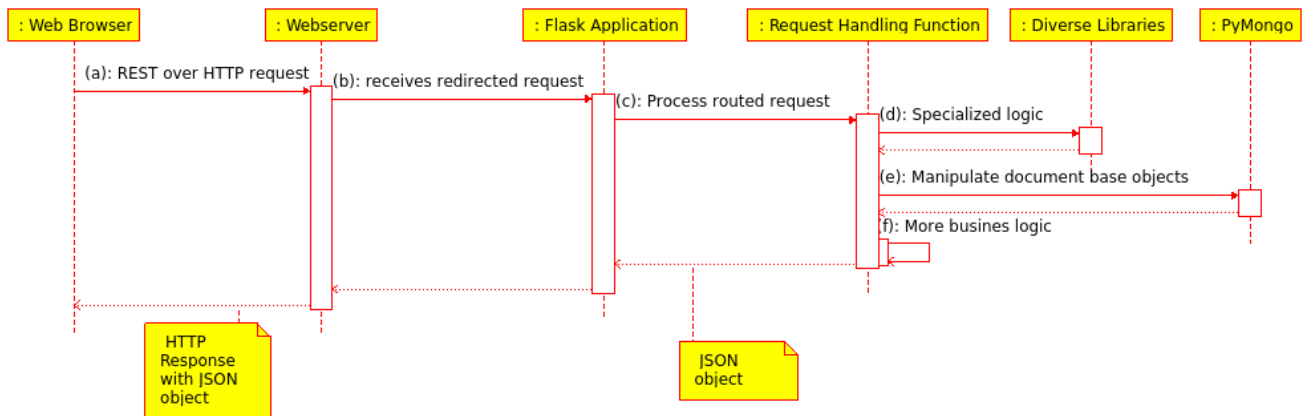 : Web Browser
: Webserver
: Flask Application
: Request Handling Function
: Diverse Libraries
: PyMongo
(a): REST over HTTP request
(b): receives redirected request
(c): Process routed request
(d): Specialized logic
(e): Manipulate document base objects
(f): More busines logic
HTTP
Response
with JSON
object
JSON
object